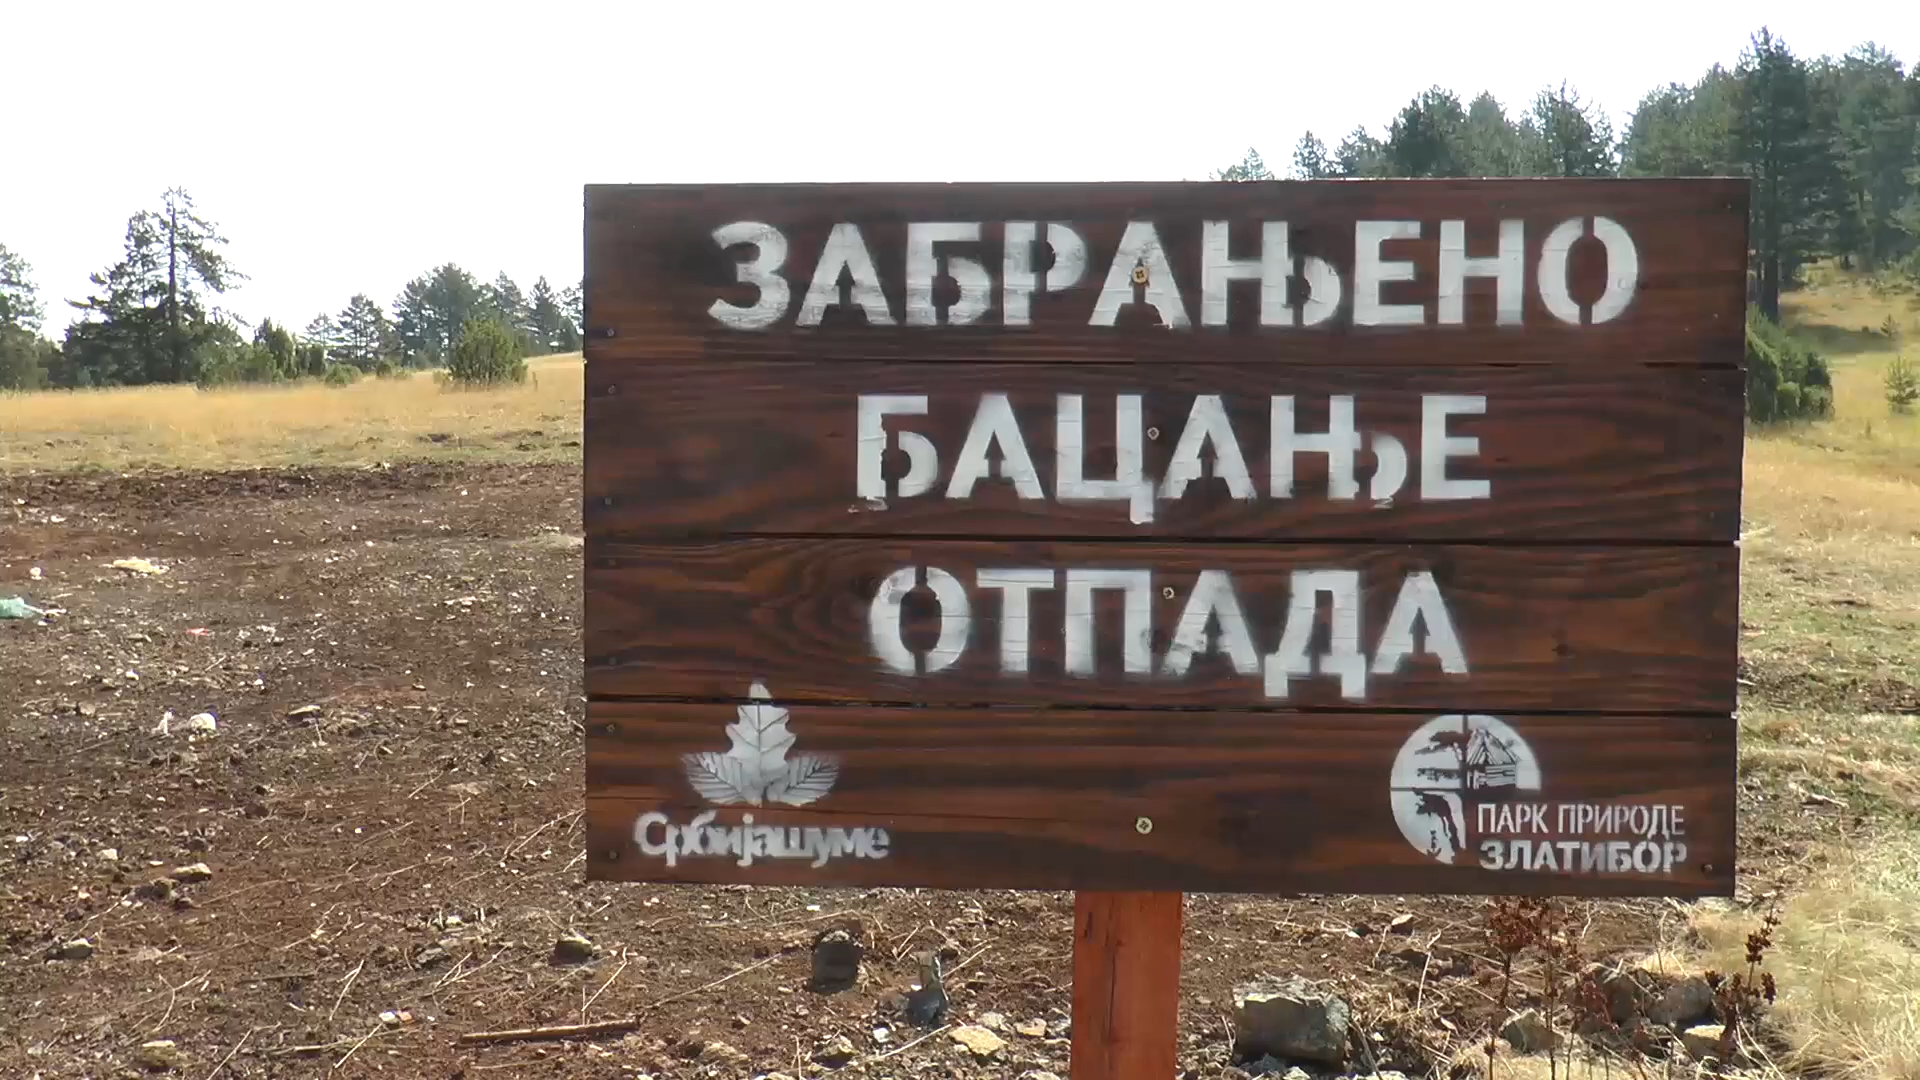 ЗАБРАЊЕНО
БАЦАЊЕ
ОТПАДА
Србијашуме
ПАРК ПРИРОДЕ
ЗЛАТИБОР